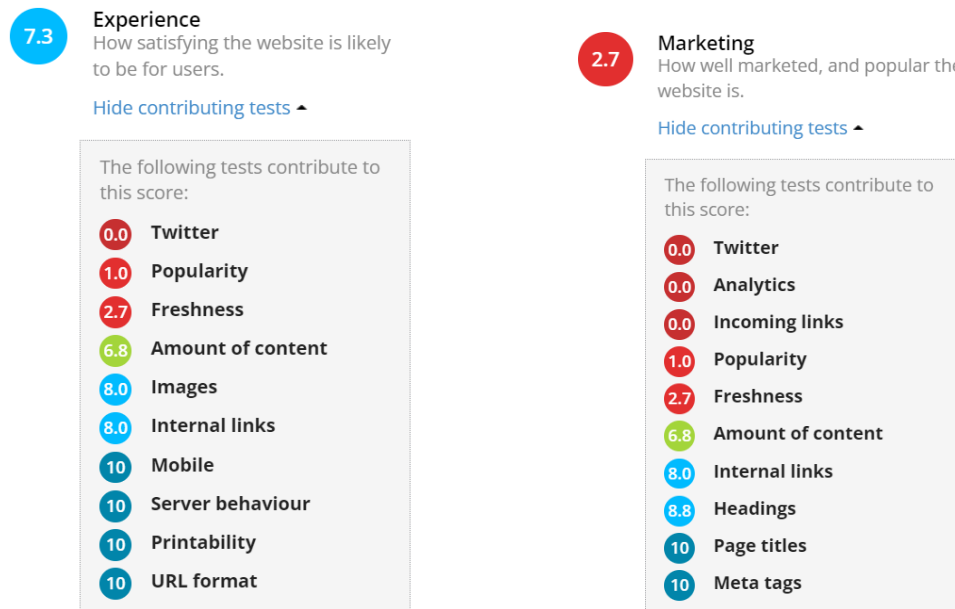 7.3
Experience
How satisfying the website is likely
to be for users.
Hide contributing tests
The following tests contribute to
this score:
0.0 Twitter
1.0 Popularity
2.7 Freshness
6.8 Amount of content
8.0 Images
8.0 Internal links
10 Mobile
10 Server behaviour
10 Printability
10 URL format
2.7
Marketing
How well marketed, and popular the
website is.
Hide contributing tests
The following tests contribute to
this score:
0.0 Twitter
0.0 Analytics
0.0 Incoming links
1.0 Popularity
2.7 Freshness
6.8 Amount of content
8.0 Internal links
8.8 Headings
10 Page titles
10 Meta tags